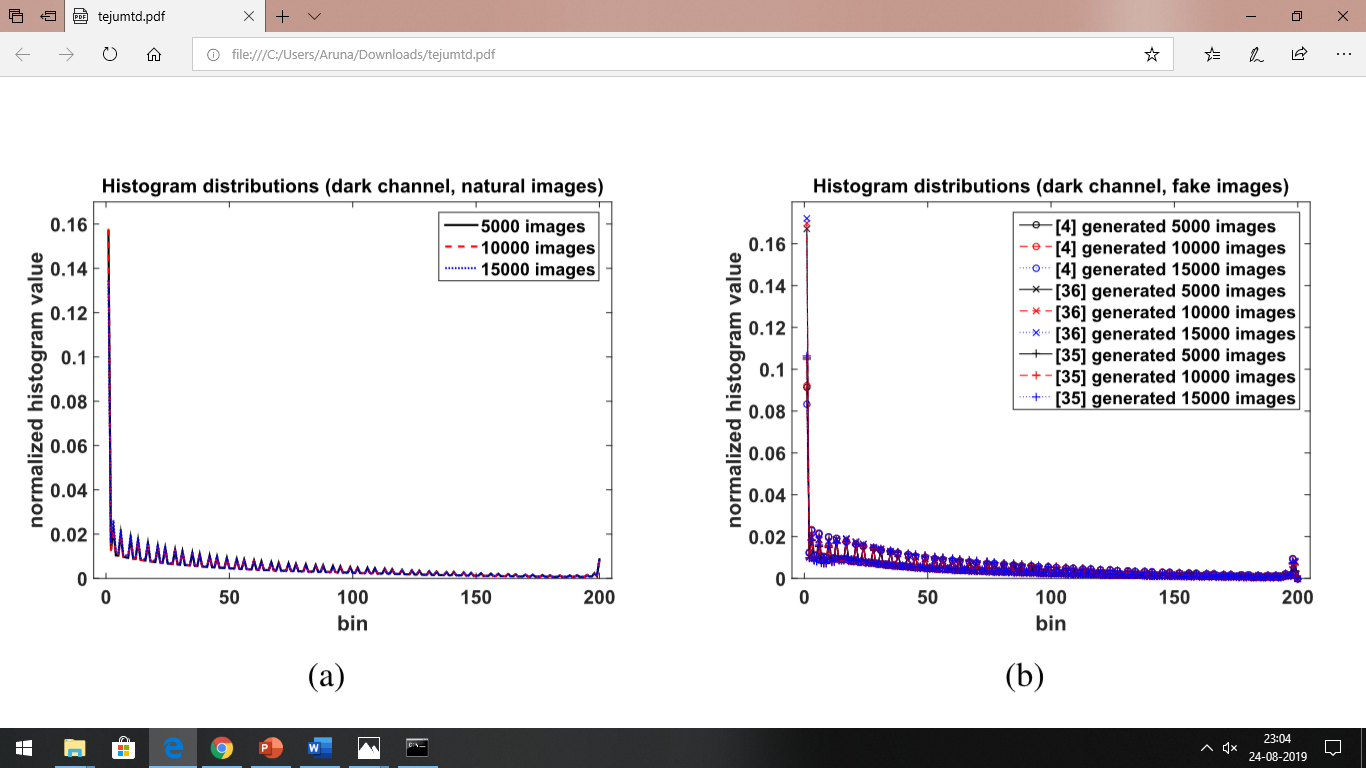 tejumtd.pdf
file:///C:/Users/Aruna/Downloads/tejumtd.pdf
Histogram distributions (dark channel, natural images)
normalized histogram value
0.16
0.14
0.12
0.1
0.08
0.06
0.04
0.02
0
0 50 100 150 200
bin
5000 images
10000 images
15000 images
(a)
Histogram distributions (dark channel, fake images)
normalized histogram value
0.16
0.14
0.12
0.1
0.08
0.06
0.04
0.02
0
0 50 100 150 200
bin
[4] generated 5000 images
[4] generated 10000 images
[4] generated 15000 images
[36] generated 5000 images
[36] generated 10000 images
[36] generated 15000 images
[35] generated 5000 images
[35] generated 10000 images
[35] generated 15000 images
(b)
23:04
24-08-2019